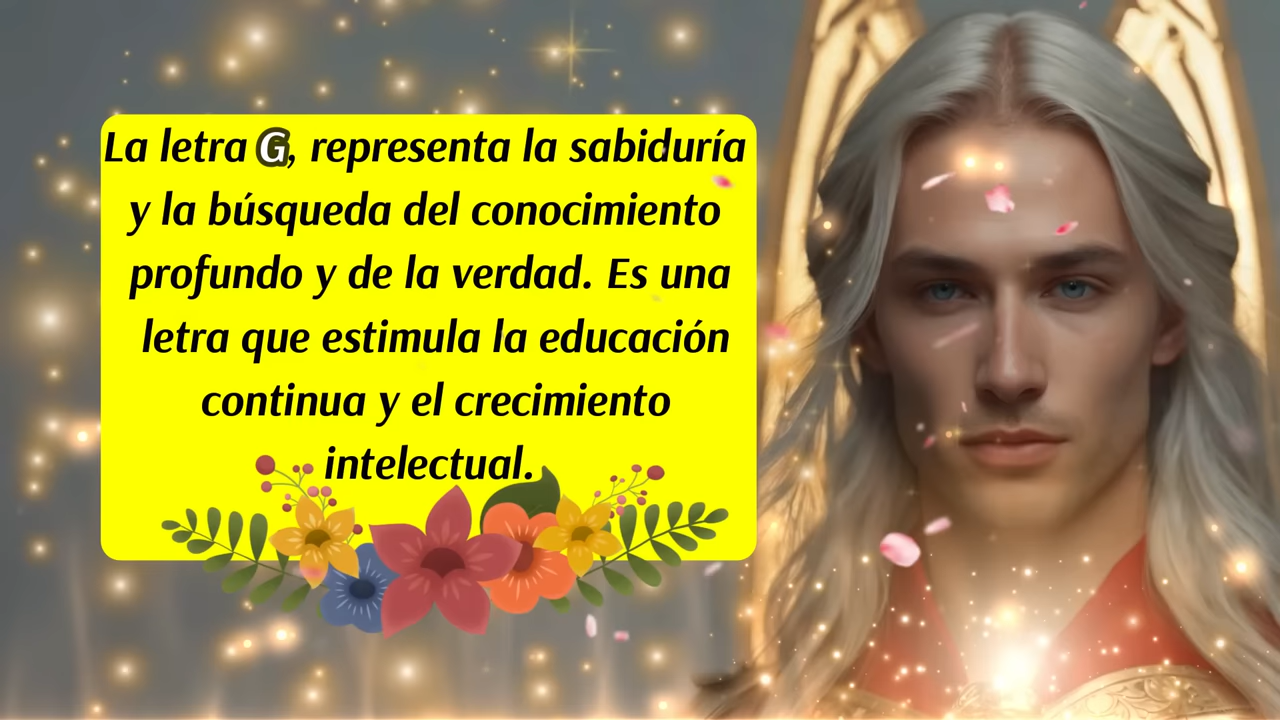 La letra G, representa la sabiduría
y la búsqueda del conocimiento
profundo y de la verdad. Es una
letra que estimula la educación
continua y el crecimiento
intelectual.